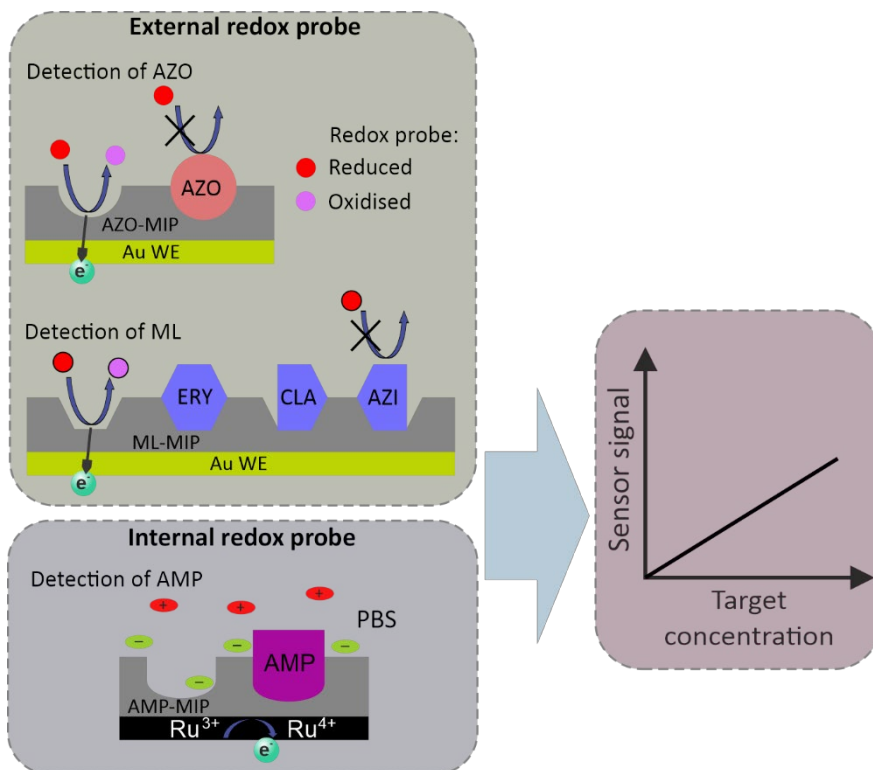 External redox probe
Detection of AZO
Redox probe:
Reduced
Oxidised
AZO
AZO-MIP
Au WE
e-
Detection of ML
ERY
CLA
AZI
ML-MIP
Au WE
e-
Internal redox probe
Detection of AMP
+
+
+
PBS
−
−
−
−
AMP
AMP-MIP
Ru³⁺
Ru⁴⁺
e-
Sensor signal
Target
concentration